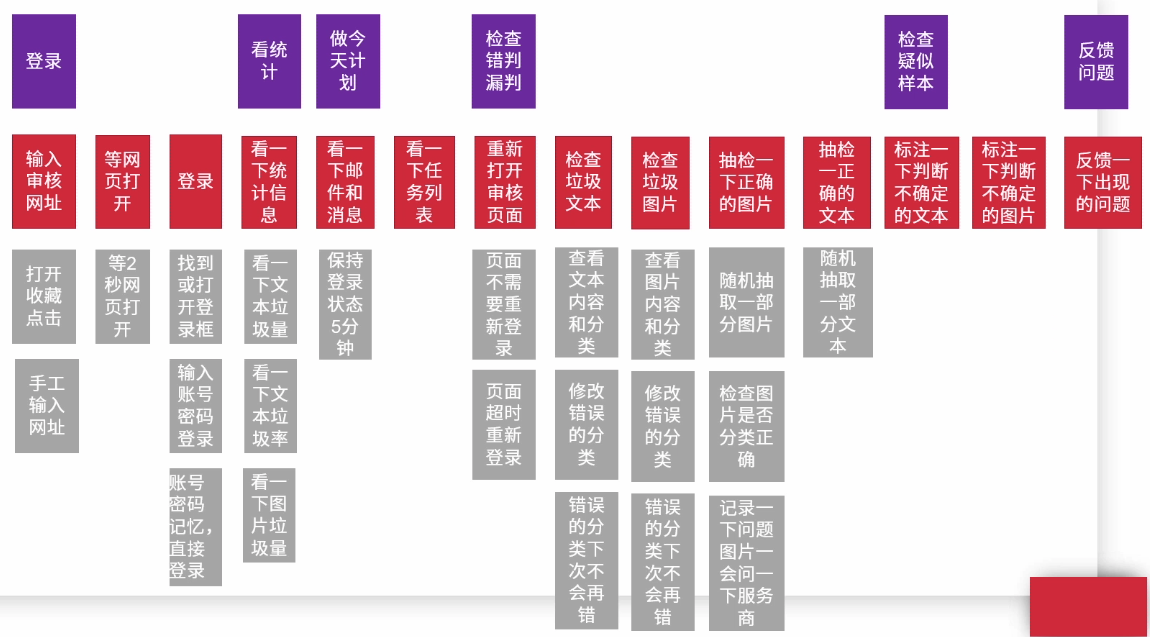 登录
看统
计
做今
天计
划
检查
错判
漏判
检查
疑似
样本
反馈
问题
输入
审核
网址
等网
页打
开
登录
看一
下统
计信
息
看一
下邮
件和
消息
看一
下任
务列
表
重新
打开
审核
页面
检查
垃圾
文本
检查
垃圾
图片
抽检一
下正确
的图片
抽检
一正
确的
文本
标注一
下判断
不确定
的文本
标注一
下判断
不确定
的图片
反馈一
下出现
的问题
打开
收藏
点击
等2
秒网
页打
开
找到
或打
开登
录框
看一
下文
本垃
圾量
保持
登录
状态
5分
钟
页面
不需
要重
新登
录
查看
文本
内容
和分
类
查看
图片
内容
和分
类
随机抽
取一部
分图片
随机
抽取
一部
分文
本
手工
输入
网址
输入
账号
密码
登录
看一
下文
本垃
圾率
页面
超时
重新
登录
修改
错误
的分
类
修改
错误
的分
类
检查图
片是否
分类正
确
账号
密码
记忆，
直接
登录
看一
下图
片垃
圾量
错误
的分
类下
次不
会再
错
错误
的分
类下
次不
会再
错
记录一
下问题
图片一
会问一
下服务
商